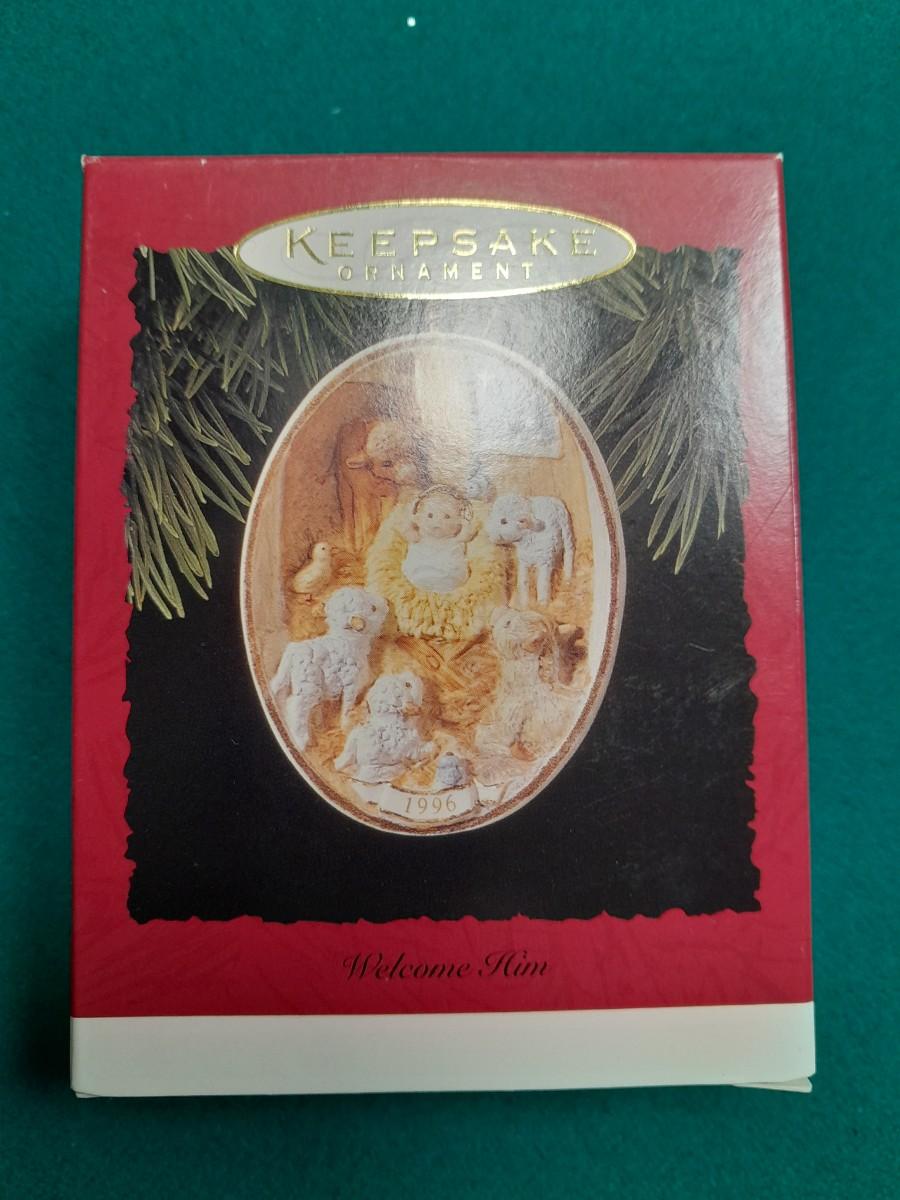 KEEPSAKE
ORNAMENT
1996
Welcome Him